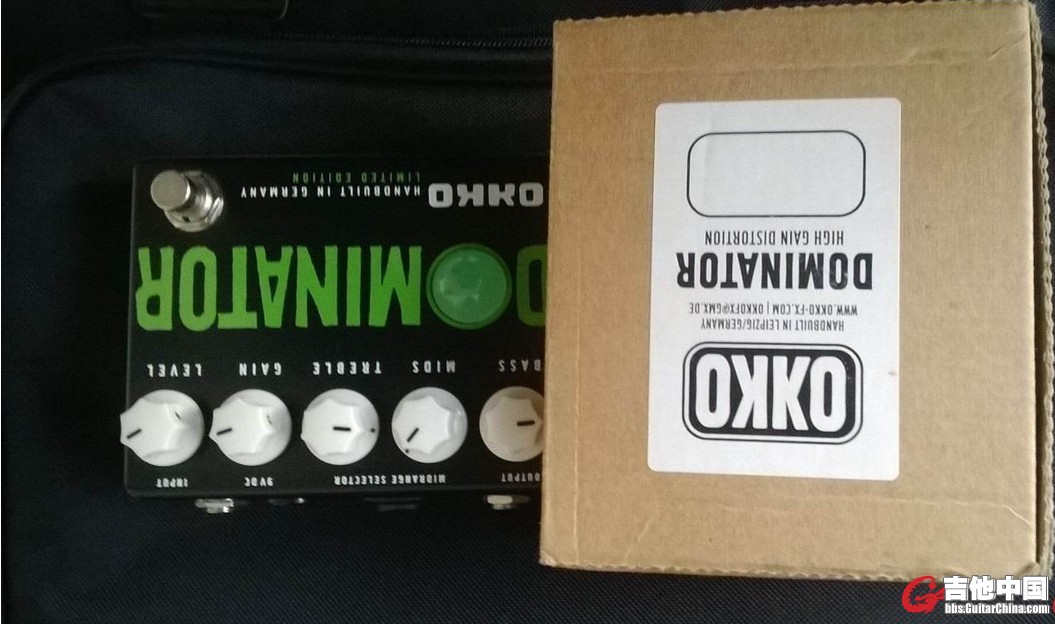 OKKO
HANDBUILT IN LEIPZIG/GERMANY
WWW.OKKO-FX.COM | OKKOFX@GMX.DE
DOMINATOR
HIGH GAIN DISTORTION
OUTPUT MIDRANGE SELECTOR 9V DC INPUT
BASS MIDS TREBLE GAIN LEVEL
DOMINATOR
OKKO HANDBUILT IN GERMANY
LIMITED EDITION
吉他中国
bbs.GuitarChina.com